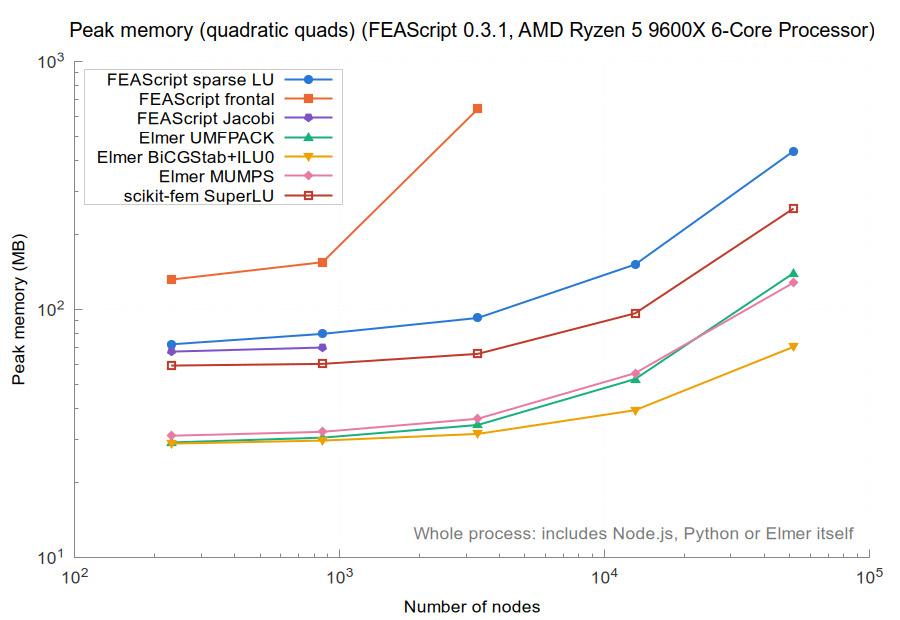 Peak memory (quadratic quads) (FEAScript 0.3.1, AMD Ryzen 5 9600X 6-Core Processor)
10³
FEAScript sparse LU
FEAScript frontal
FEAScript Jacobi
Elmer UMFPACK
Elmer BiCGStab+ILU0
Elmer MUMPS
scikit-fem SuperLU
Peak memory (MB)
10²
Whole process: includes Node.js, Python or Elmer itself
10¹
10² 10³ 10⁴ 10⁵
Number of nodes